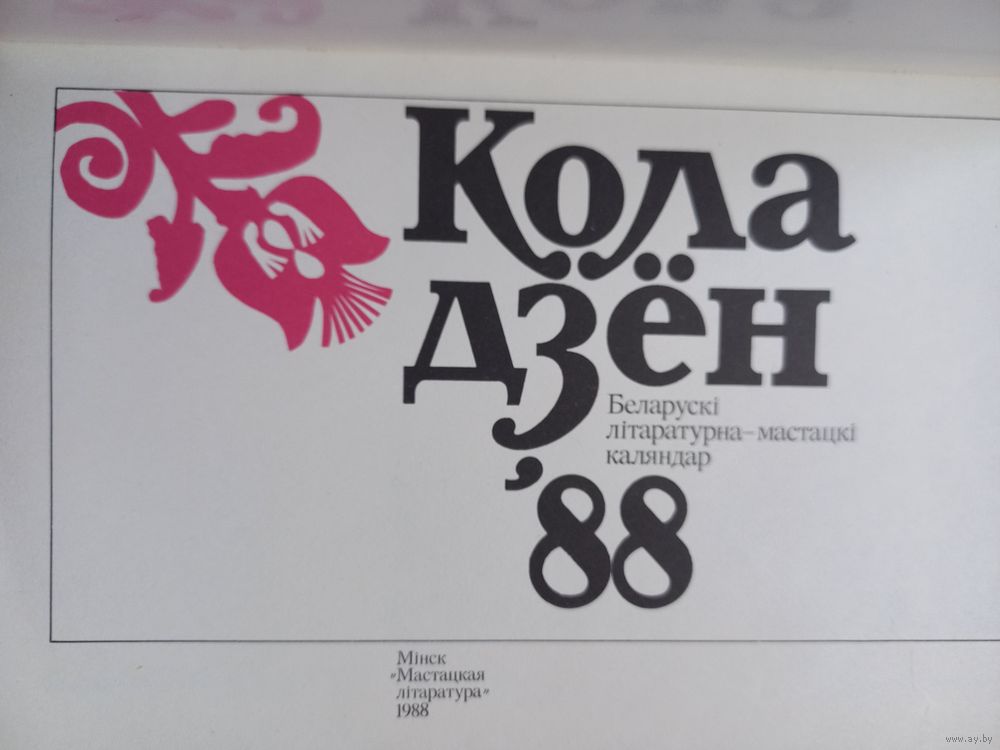 Кола
дзён
’88
Беларускі
літаратурна–мастацкі
каляндар
Мінск
„Мастацкая
літаратура”
1988
www.ay.by